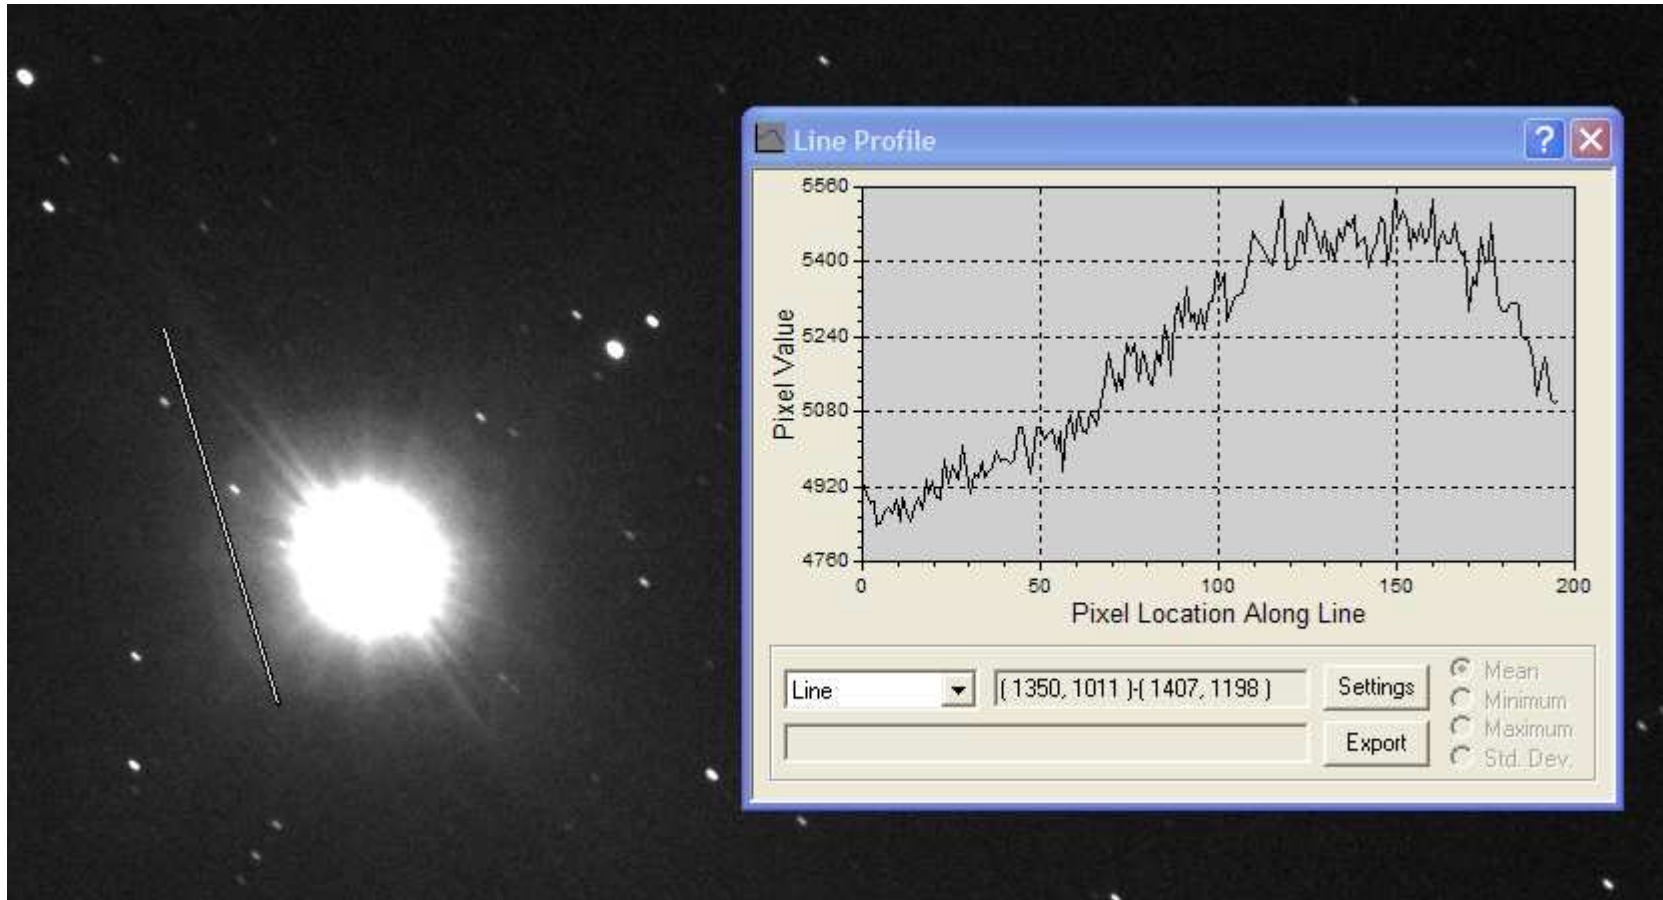 Line Profile
?
5560
5400
5240
5080
4920
4760
Pixel Value
0 50 100 150 200
Pixel Location Along Line
Line
( 1350, 1011 )-( 1407, 1198 )
Settings
Export
Mean
Minimum
Maximum
Std. Dev.